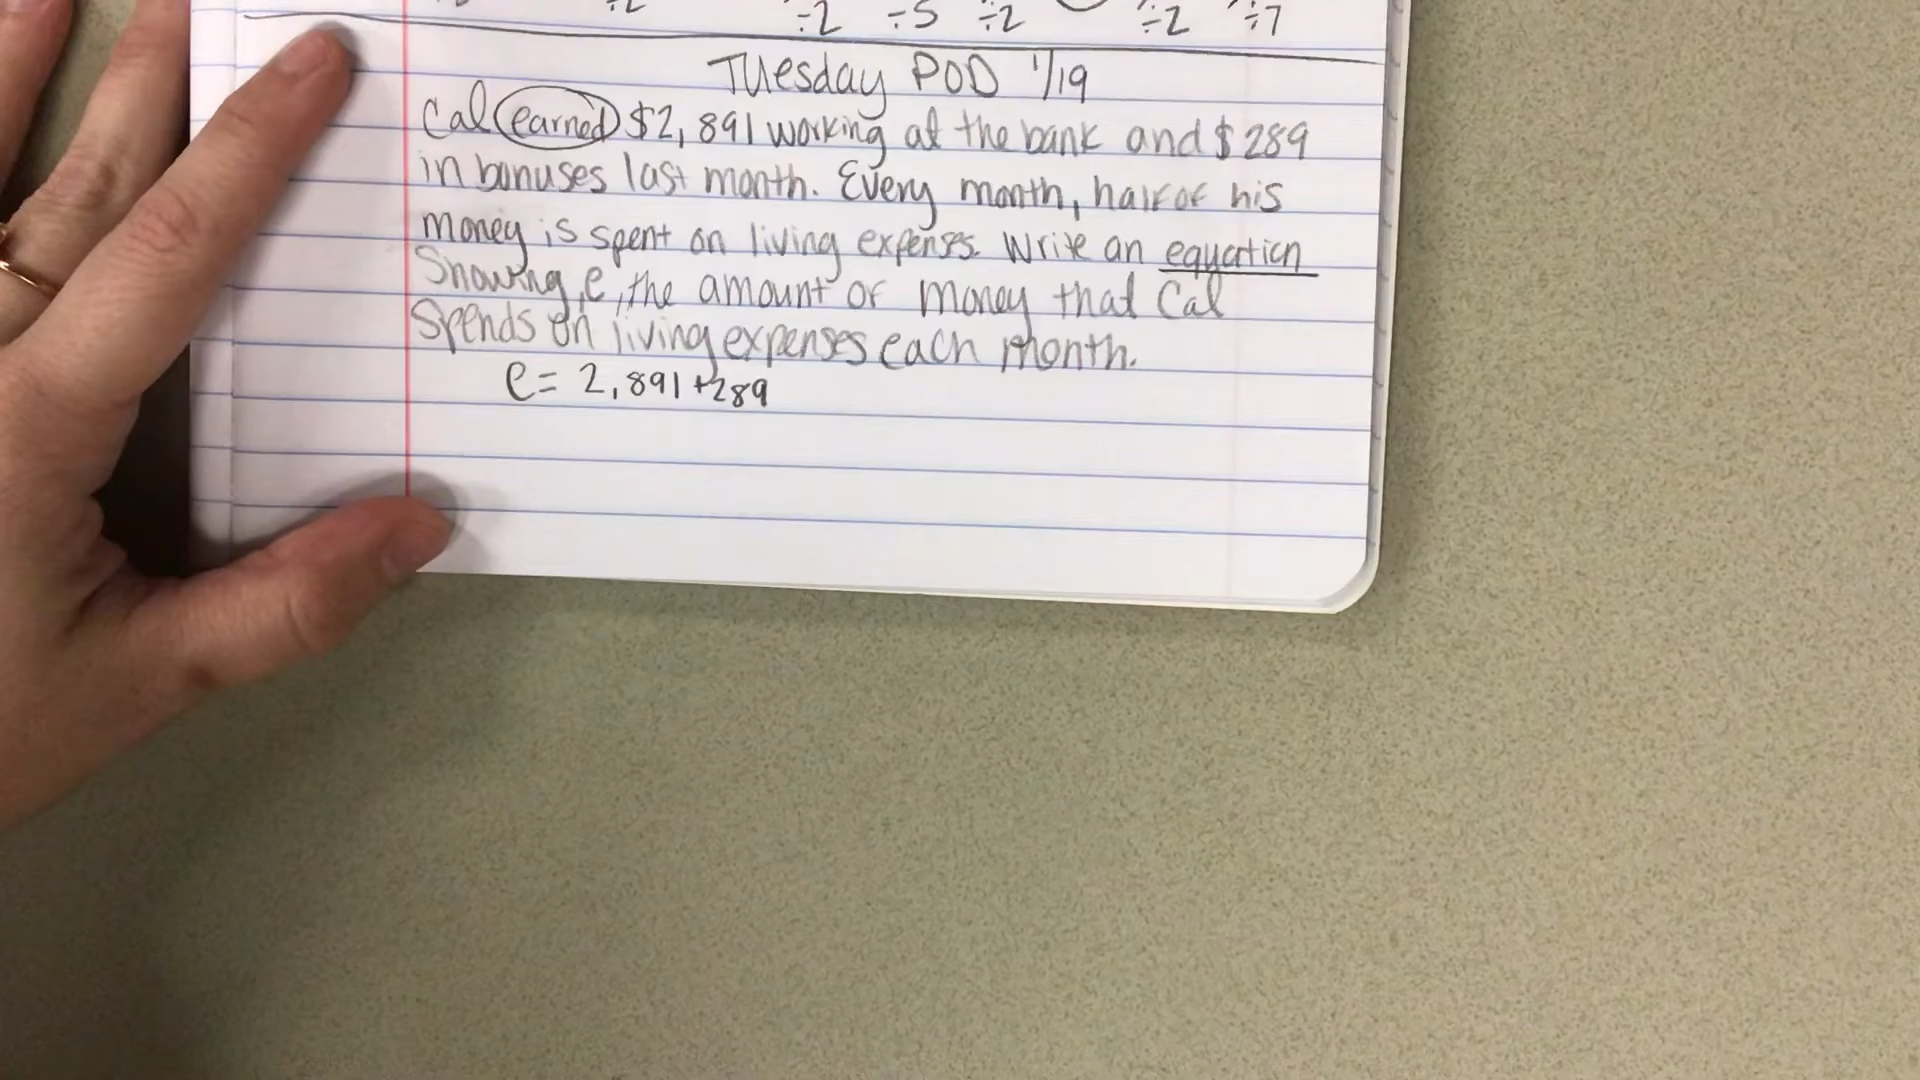 ÷2 ÷2 ÷5 ÷2 ÷2 ÷7
Tuesday POD 1/19
Cal earned $2,891 working at the bank and $289
in bonuses last month. Every month, half of his
money is spent on living expenses. Write an equation
Showing, e, the amount of money that Cal
Spends on living expenses each month.
e= 2,891+289